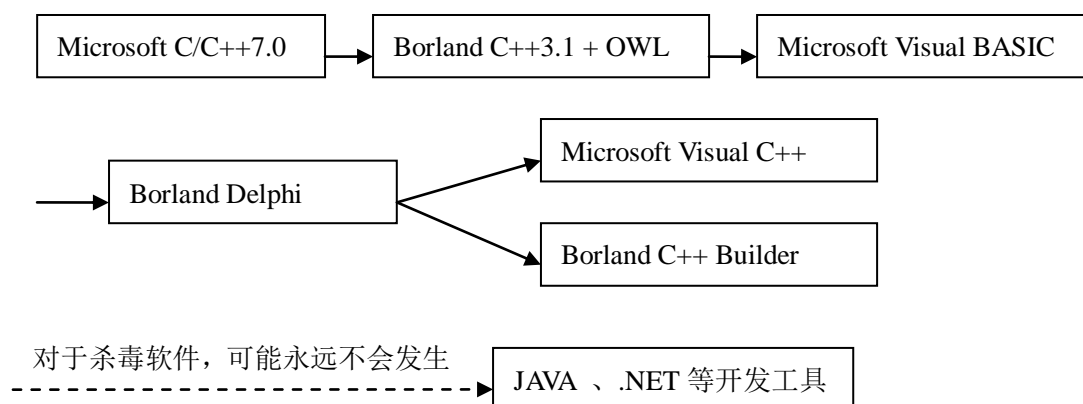 Microsoft C/C++7.0
Borland C++3.1 + OWL
Microsoft Visual BASIC
Borland Delphi
Microsoft Visual C++
Borland C++ Builder
对于杀毒软件，可能永远不会发生
JAVA 、.NET 等开发工具